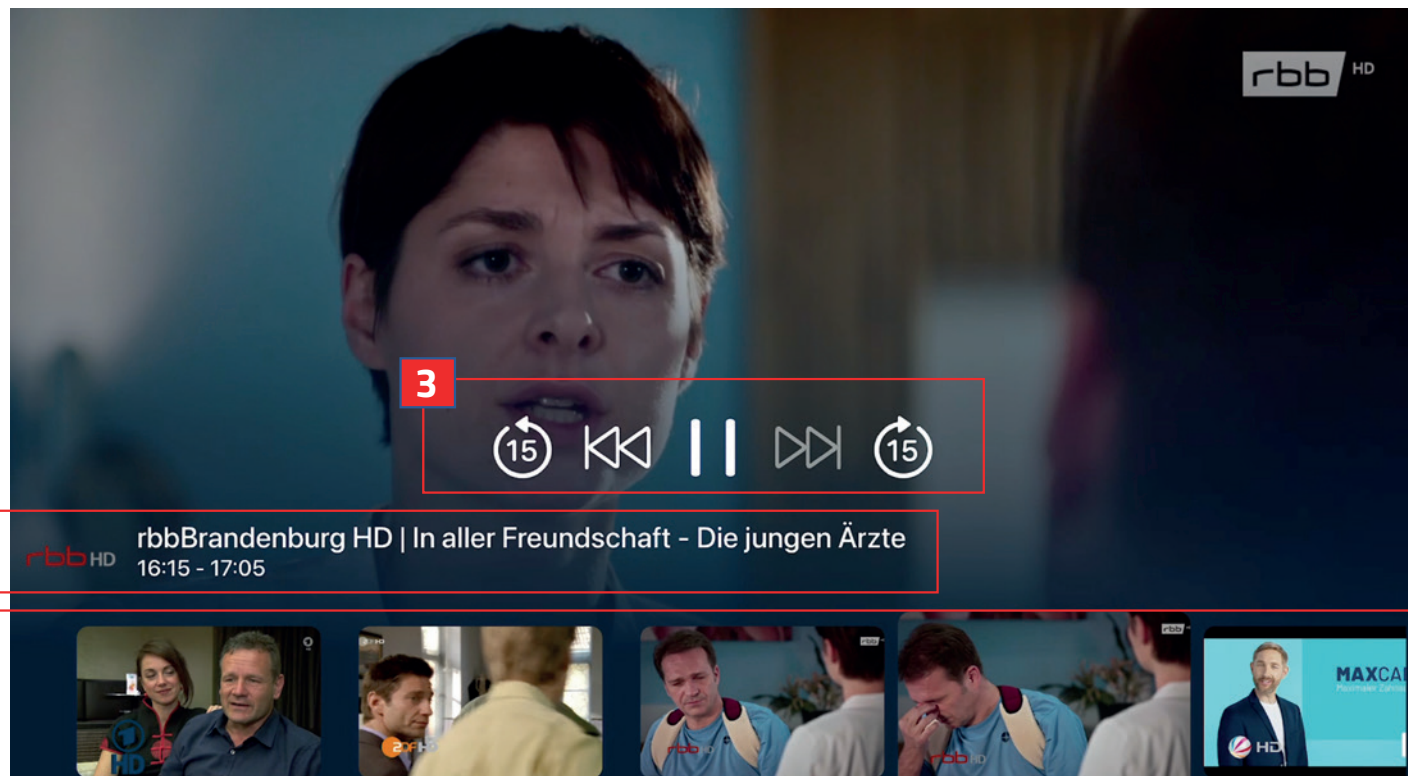 rbb HD
3
15 15
rbbBrandenburg HD | In aller Freundschaft - Die jungen Ärzte
rbb HD
16:15 - 17:05
rbb
rbb
ZDF HD
MAXCA
Maximaler
HD
rbb HD
rbb HD
HD